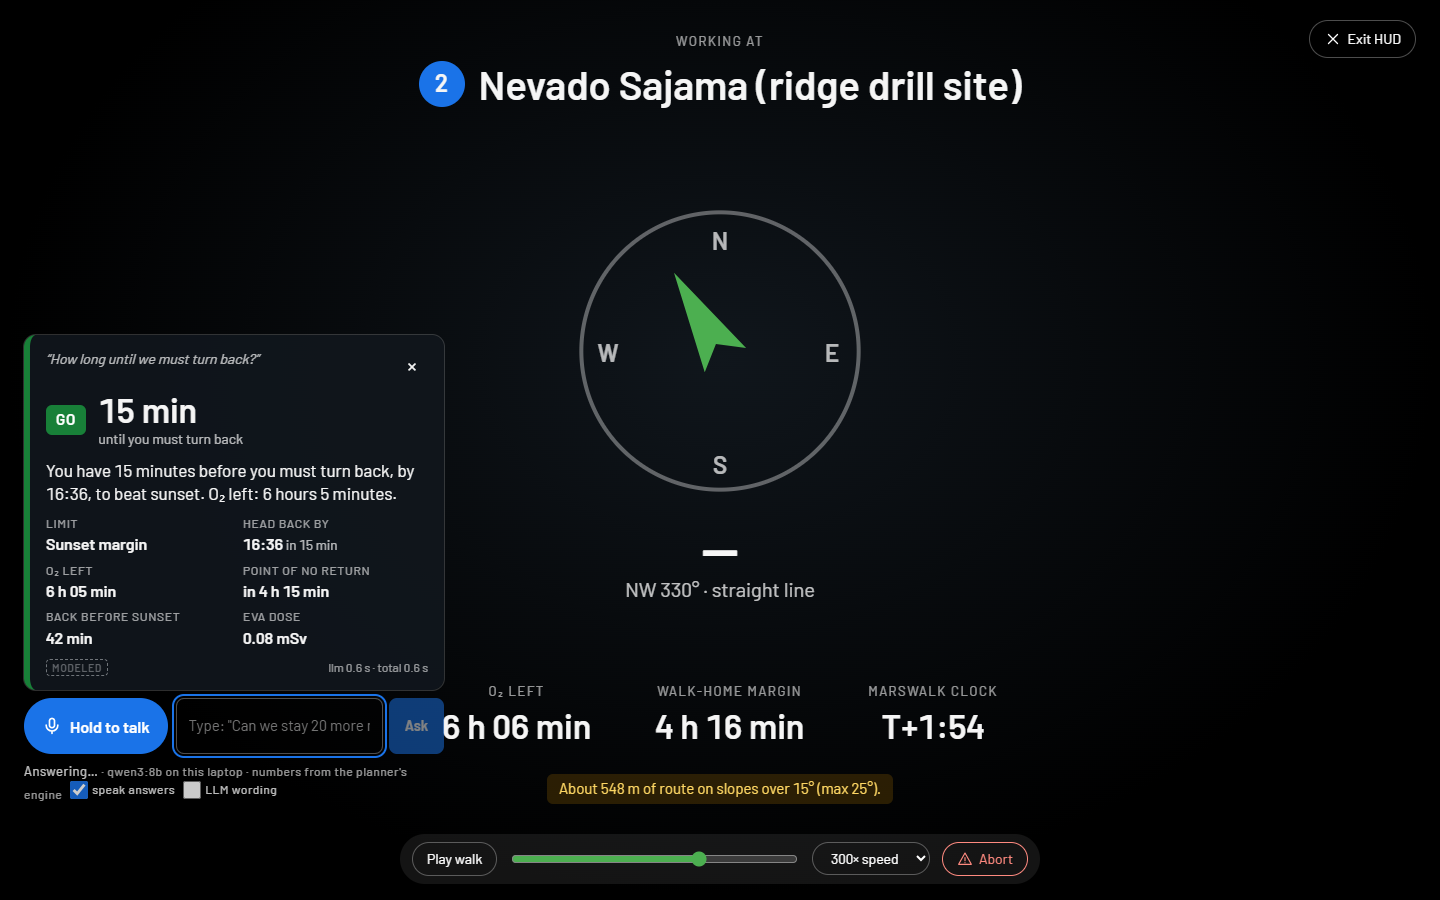 WORKING AT
Exit HUD
2 Nevado Sajama (ridge drill site)
N
W
E
S
NW 330° · straight line
"How long until we must turn back?"
×
GO
15 min
until you must turn back
You have 15 minutes before you must turn back, by
16:36, to beat sunset. O₂ left: 6 hours 5 minutes.
LIMIT
Sunset margin
HEAD BACK BY
16:36 in 15 min
O₂ LEFT
6 h 05 min
POINT OF NO RETURN
in 4 h 15 min
BACK BEFORE SUNSET
42 min
EVA DOSE
0.08 mSv
MODELED
llm 0.6 s · total 0.6 s
Hold to talk
Type: "Can we stay 20 more
Ask
Answering... · qwen3:8b on this laptop · numbers from the planner's
engine speak answers LLM wording
O₂ LEFT
6 h 06 min
WALK-HOME MARGIN
4 h 16 min
MARSWALK CLOCK
T+1:54
About 548 m of route on slopes over 15° (max 25°).
Play walk
300× speed
Abort